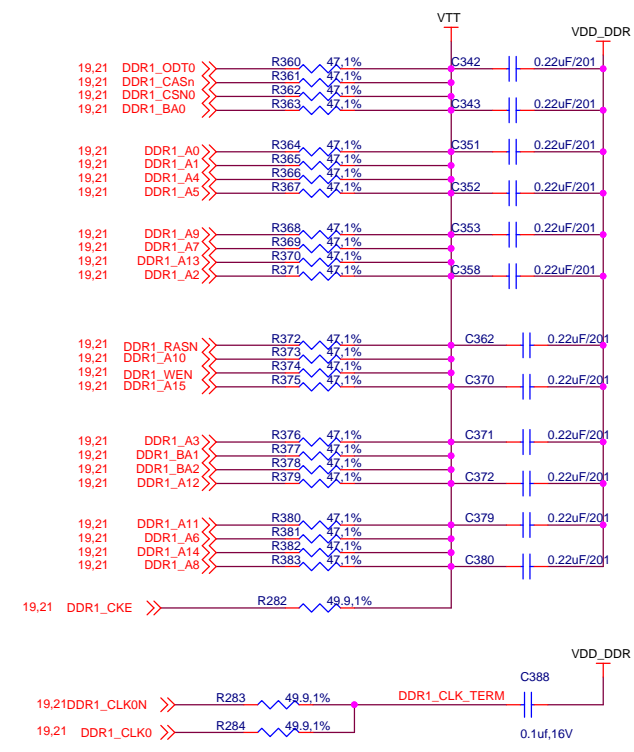 VTT
VDD_DDR
19,21 DDR1_ODT0 R360 47,1% C342 0.22uF/201
19,21 DDR1_CASn R361 47,1%
19,21 DDR1_CSN0 R362 47,1%
19,21 DDR1_BA0 R363 47,1% C343 0.22uF/201
19,21 DDR1_A0 R364 47,1% C351 0.22uF/201
19,21 DDR1_A1 R365 47,1%
19,21 DDR1_A4 R366 47,1%
19,21 DDR1_A5 R367 47,1% C352 0.22uF/201
19,21 DDR1_A9 R368 47,1% C353 0.22uF/201
19,21 DDR1_A7 R369 47,1%
19,21 DDR1_A13 R370 47,1%
19,21 DDR1_A2 R371 47,1% C358 0.22uF/201
19,21 DDR1_RASN R372 47,1% C362 0.22uF/201
19,21 DDR1_A10 R373 47,1%
19,21 DDR1_WEN R374 47,1%
19,21 DDR1_A15 R375 47,1% C370 0.22uF/201
19,21 DDR1_A3 R376 47,1% C371 0.22uF/201
19,21 DDR1_BA1 R377 47,1%
19,21 DDR1_BA2 R378 47,1%
19,21 DDR1_A12 R379 47,1% C372 0.22uF/201
19,21 DDR1_A11 R380 47,1% C379 0.22uF/201
19,21 DDR1_A6 R381 47,1%
19,21 DDR1_A14 R382 47,1%
19,21 DDR1_A8 R383 47,1% C380 0.22uF/201
19,21 DDR1_CKE R282 49.9,1%
VDD_DDR
C388
19,21 DDR1_CLK0N R283 49.9,1% DDR1_CLK_TERM
19,21 DDR1_CLK0 R284 49.9,1% 0.1uf,16V